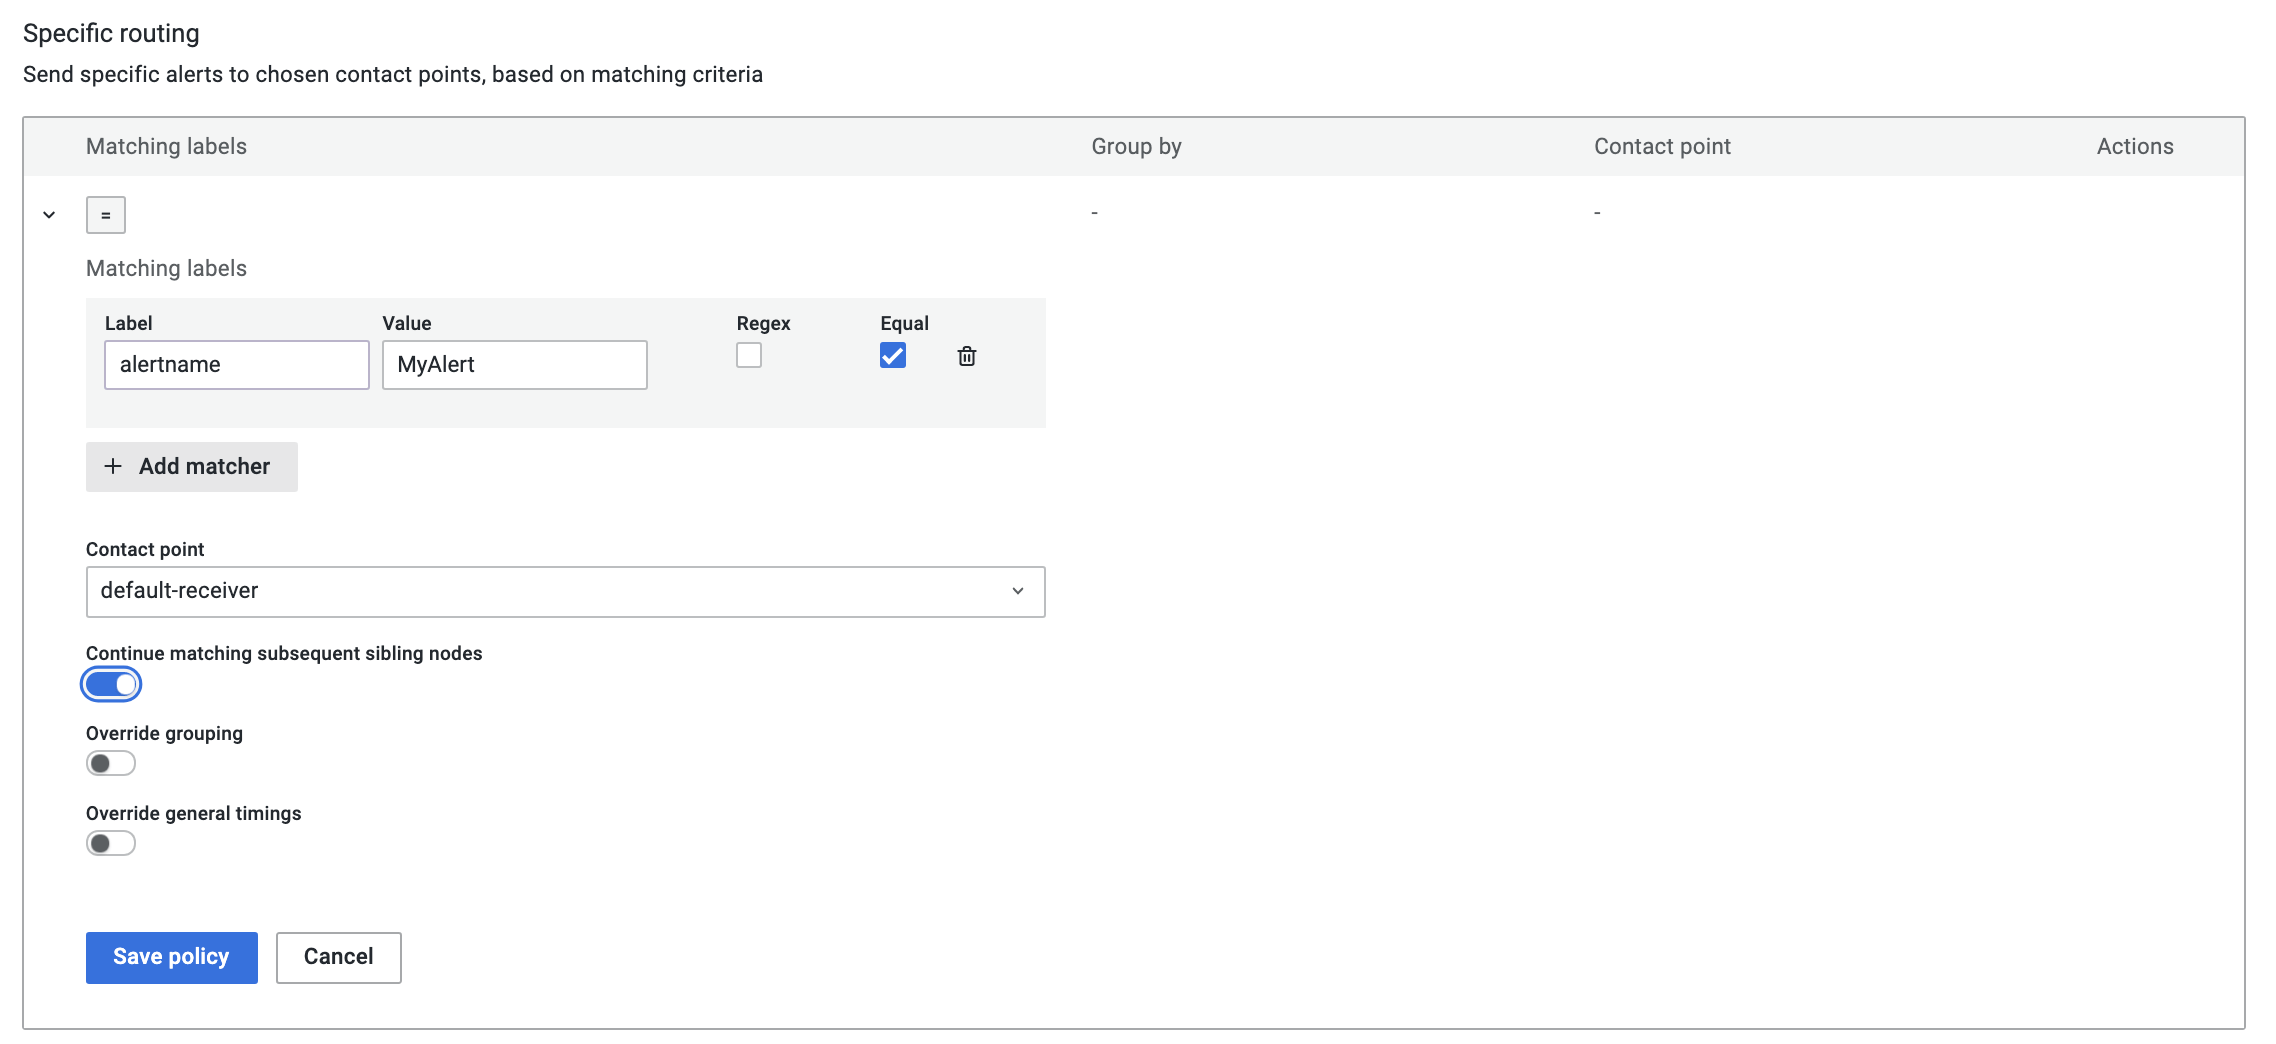 Specific routing
Send specific alerts to chosen contact points, based on matching criteria
Matching labels Group by Contact point Actions
= - -
Matching labels
Label Value Regex Equal
alertname MyAlert
+ Add matcher
Contact point
default-receiver
Continue matching subsequent sibling nodes
Override grouping
Override general timings
Save policy Cancel